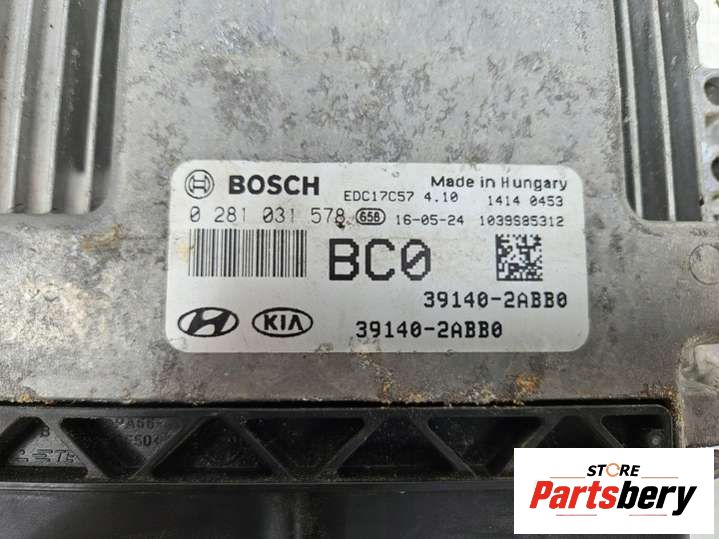 BOSCH
EDC17C57 4.10
Made in Hungary
1414 0453
0 281 031 578
658
16-05-24
1039S85312
BC0
39140-2ABB0
KIA
39140-2ABB0
STORE
Partsbery